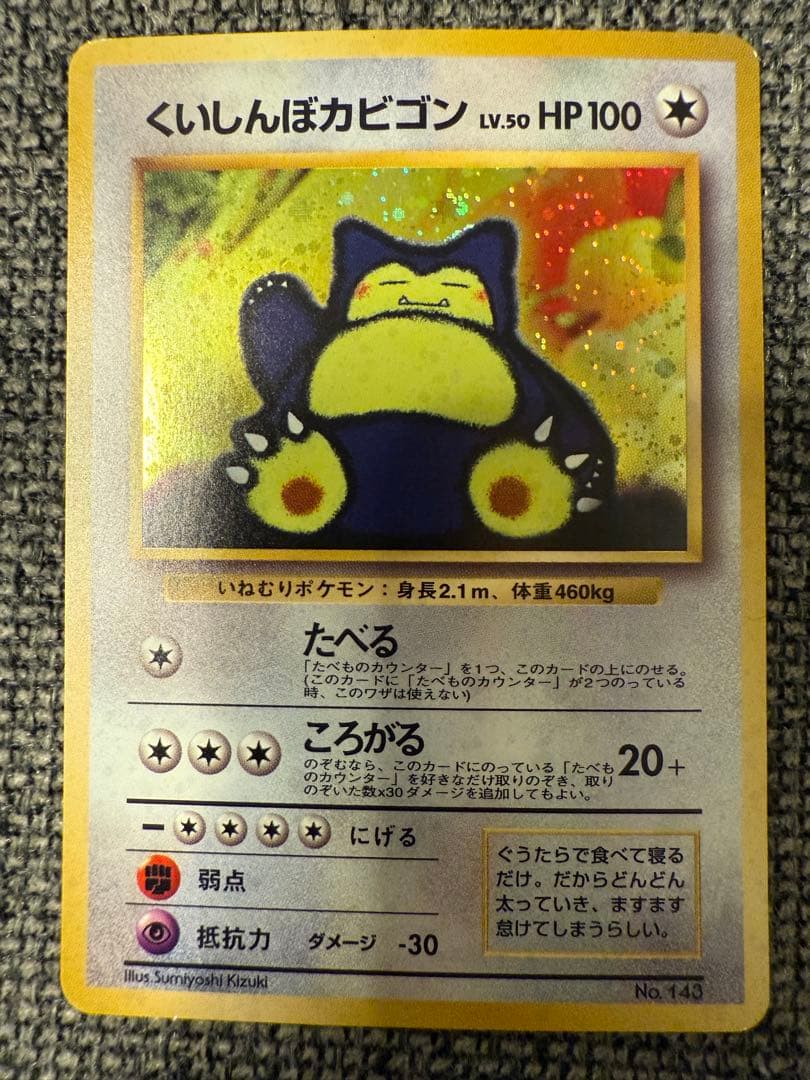 くいしんぼカビゴン LV.50 HP100
いねむりポケモン：身長2.1m、体重460kg
たべる
「たべものカウンター」を1つ、このカードの上にのせる。
(このカードに「たべものカウンター」が2つのっている
時、このワザは使えない)
ころがる
のぞむなら、このカードにのっている「たべも
のカウンター」を好きなだけ取りのぞき、取り
のぞいた数x30ダメージを追加してもよい。
20+
− にげる
弱点
抵抗力 ダメージ -30
ぐうたらで食べて寝る
だけ。だからどんどん
太っていき、ますます
怠けてしまうらしい。
Illus. Sumiyoshi Kizuki
No. 143